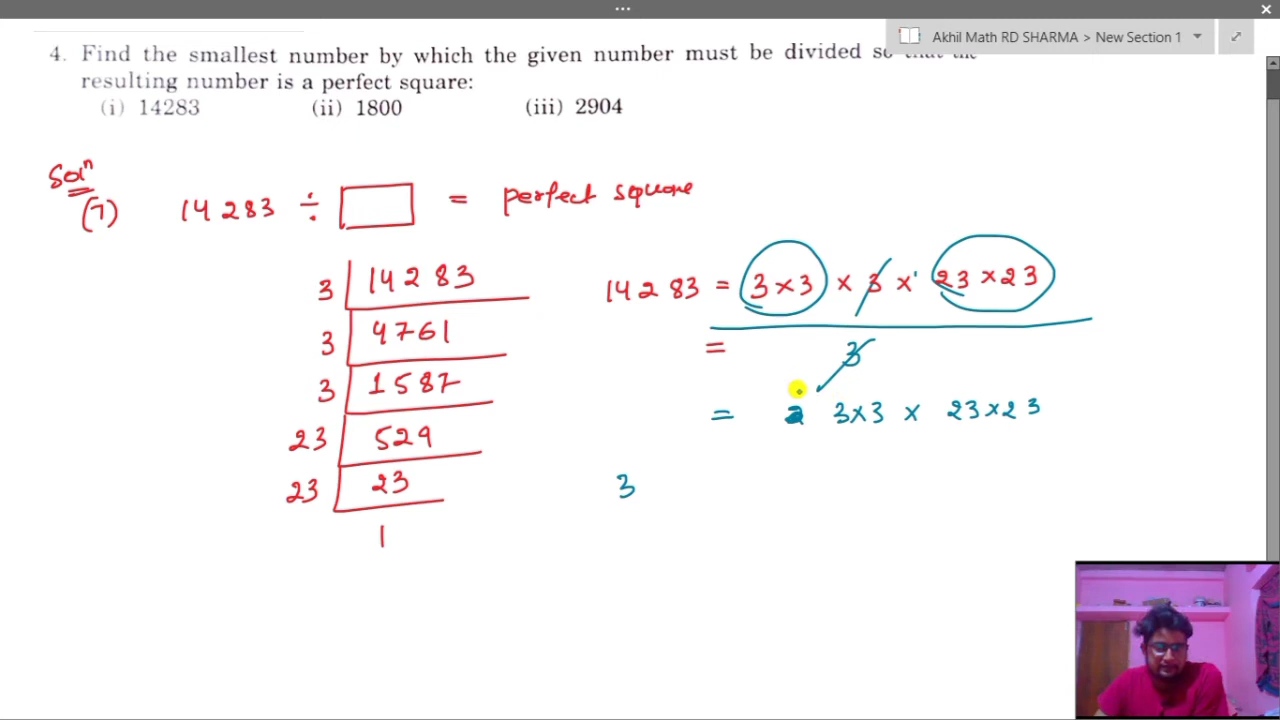 Akhil Math RD SHARMA > New Section 1
4. Find the smallest number by which the given number must be divided so that the
resulting number is a perfect square:
(i) 14283 (ii) 1800 (iii) 2904
Solⁿ
(i) 14283 ÷ = perfect square
3 14283
3 4761
3 1587
23 529
23 23
1
14283 = 3×3 × 3 × 23×23
= 3
= 3×3 × 23×23
3